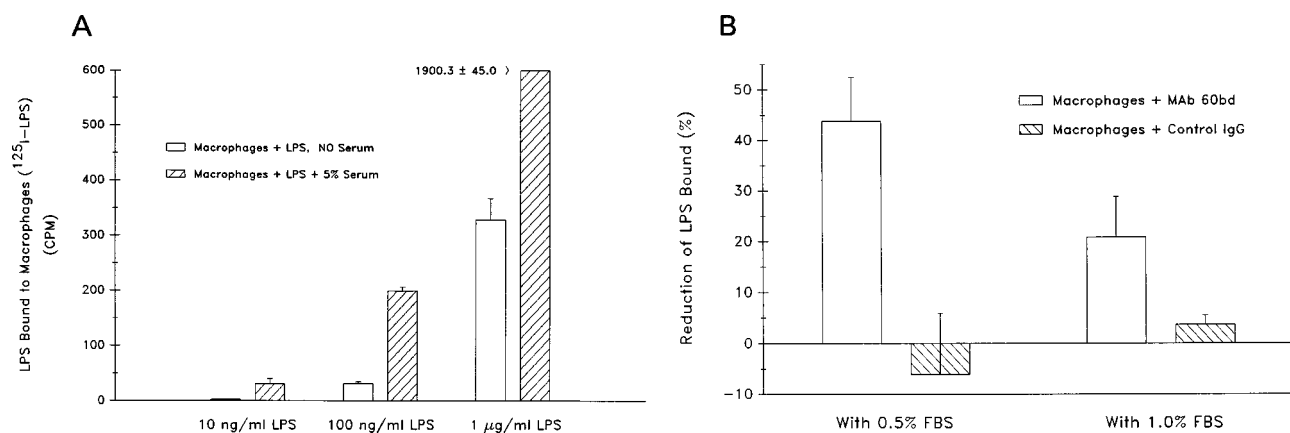 A
LPS Bound to Macrophages (¹²⁵I-LPS)
(CPM)
600
500
400
300
200
100
0
1900.3 ± 45.0 >
Macrophages + LPS, NO Serum
Macrophages + LPS + 5% Serum
10 ng/ml LPS
100 ng/ml LPS
1 μg/ml LPS
B
Reduction of LPS Bound (%)
50
40
30
20
10
0
-10
Macrophages + MAb 60bd
Macrophages + Control IgG
With 0.5% FBS
With 1.0% FBS